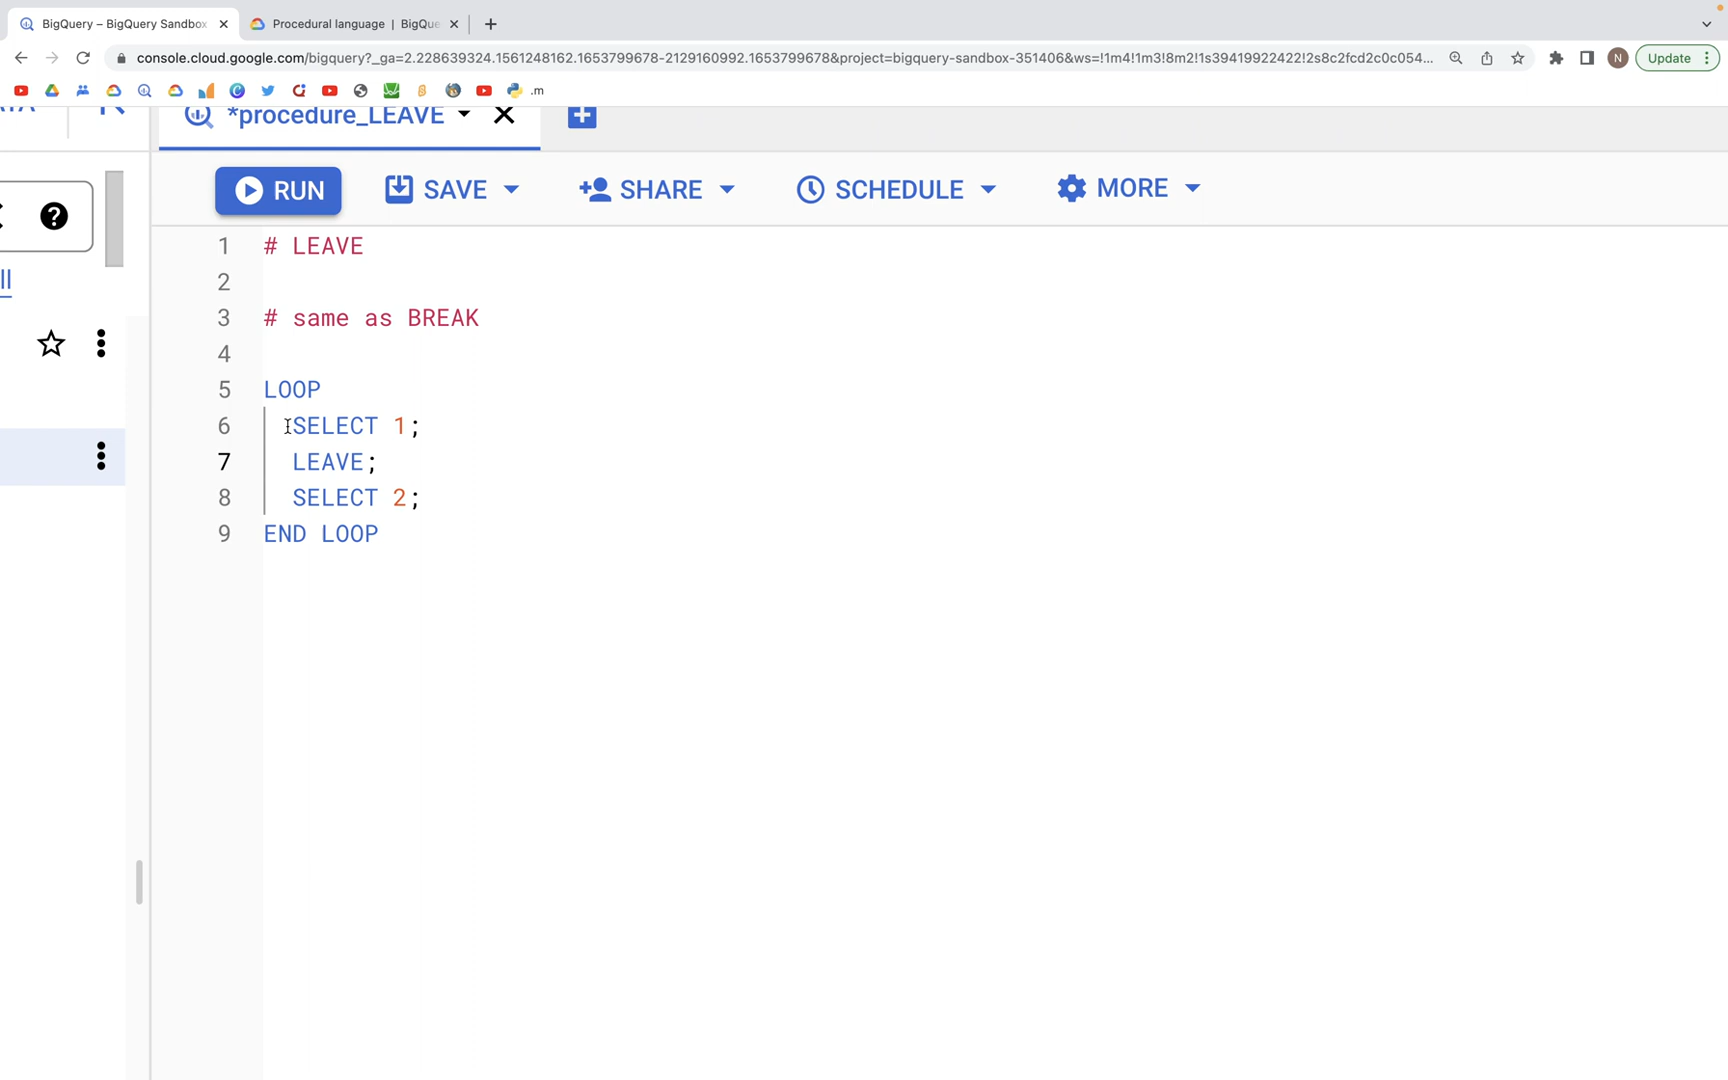 BigQuery – BigQuery Sandbox
Procedural language | BigQue
console.cloud.google.com/bigquery?_ga=2.228639324.1561248162.1653799678-2129160992.1653799678&project=bigquery-sandbox-351406&ws=!1m4!1m3!8m2!1s39419922422!2s8c2fcd2c0c054...
N
Update
.m
*procedure_LEAVE
RUN
SAVE
SHARE
SCHEDULE
MORE
1 # LEAVE
2
3 # same as BREAK
4
5 LOOP
6 SELECT 1;
7 LEAVE;
8 SELECT 2;
9 END LOOP